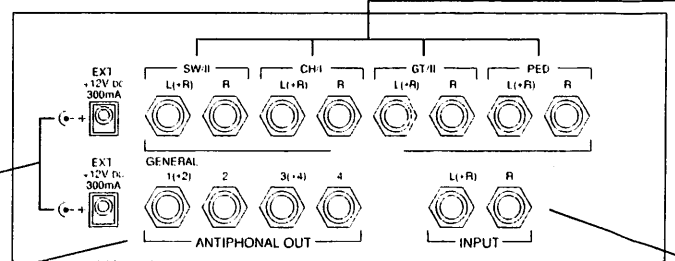 SW/II CH/I GT/II PED
EXT
+12V DC
300mA
L(+R) R L(+R) R L(+R) R L(+R) R
GENERAL
EXT
+12V DC
300mA
1(+2) 2 3(+4) 4 L(+R) R
ANTIPHONAL OUT INPUT